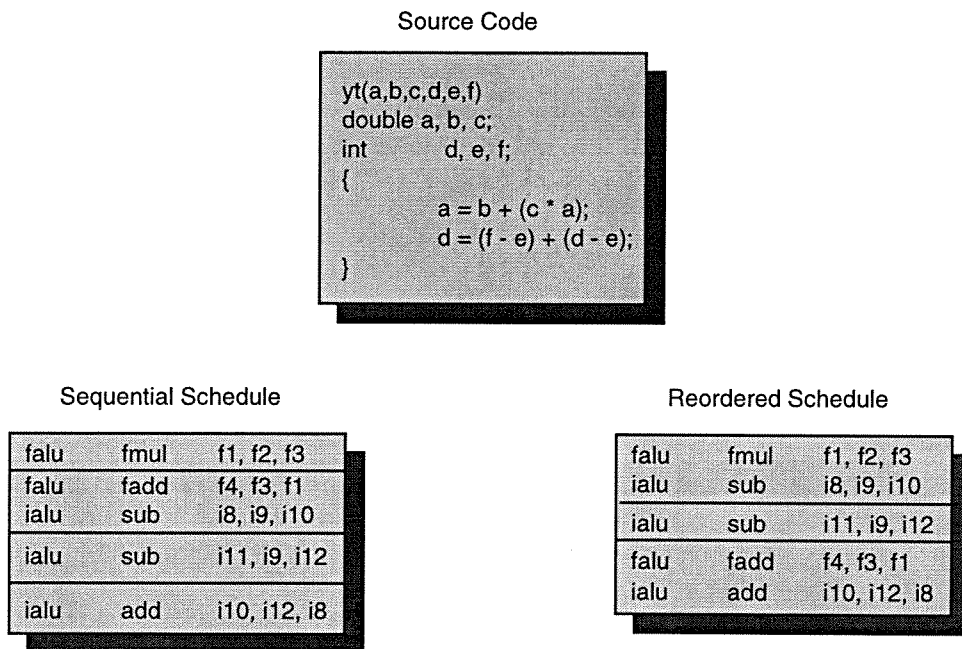 Source Code
yt(a,b,c,d,e,f)
double a, b, c;
int d, e, f;
{
a = b + (c * a);
d = (f - e) + (d - e);
}
Sequential Schedule
falu fmul f1, f2, f3
falu fadd f4, f3, f1
ialu sub i8, i9, i10
ialu sub i11, i9, i12
ialu add i10, i12, i8
Reordered Schedule
falu fmul f1, f2, f3
ialu sub i8, i9, i10
ialu sub i11, i9, i12
falu fadd f4, f3, f1
ialu add i10, i12, i8